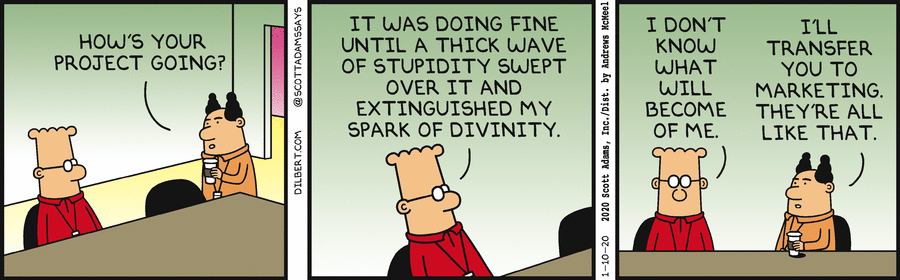 HOW'S YOUR
PROJECT GOING?
DILBERT.COM @SCOTTADAMSSAYS
IT WAS DOING FINE
UNTIL A THICK WAVE
OF STUPIDITY SWEPT
OVER IT AND
EXTINGUISHED MY
SPARK OF DIVINITY.
1-10-20 2020 Scott Adams, Inc./Dist. by Andrews McMeel
I DON'T
KNOW
WHAT
WILL
BECOME
OF ME.
I'LL
TRANSFER
YOU TO
MARKETING.
THEY'RE ALL
LIKE THAT.